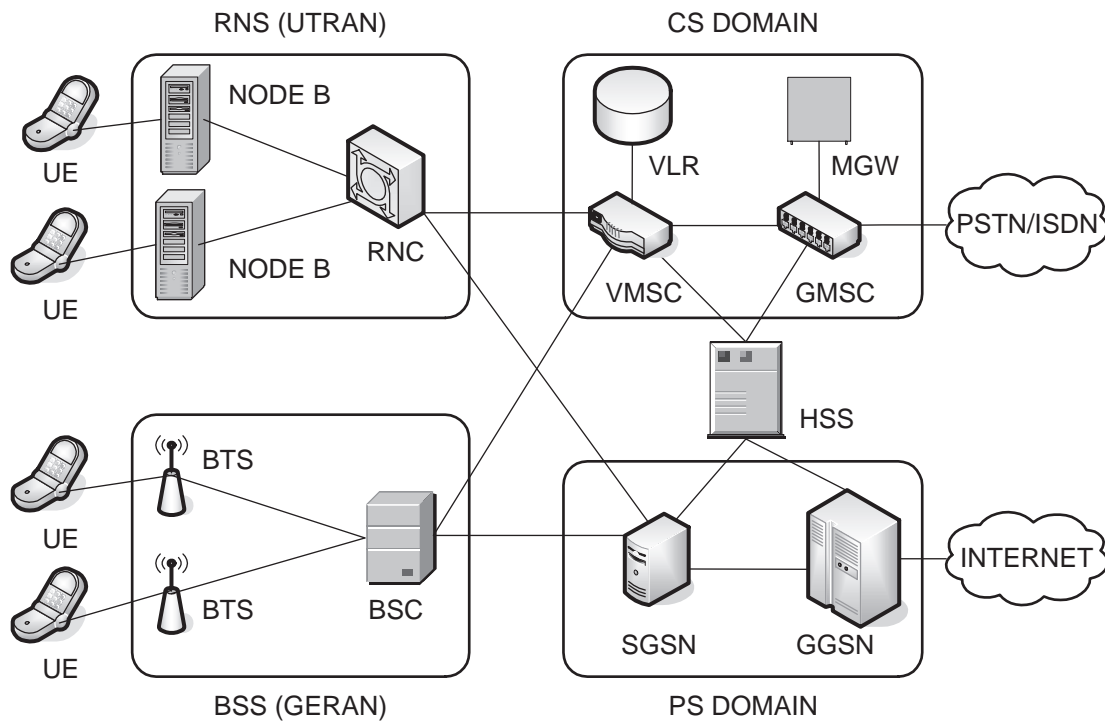 RNS (UTRAN)
CS DOMAIN
NODE B
UE
VLR
MGW
PSTN/ISDN
RNC
NODE B
UE
VMSC
GMSC
HSS
BTS
UE
INTERNET
BTS
BSC
SGSN
GGSN
UE
BSS (GERAN)
PS DOMAIN